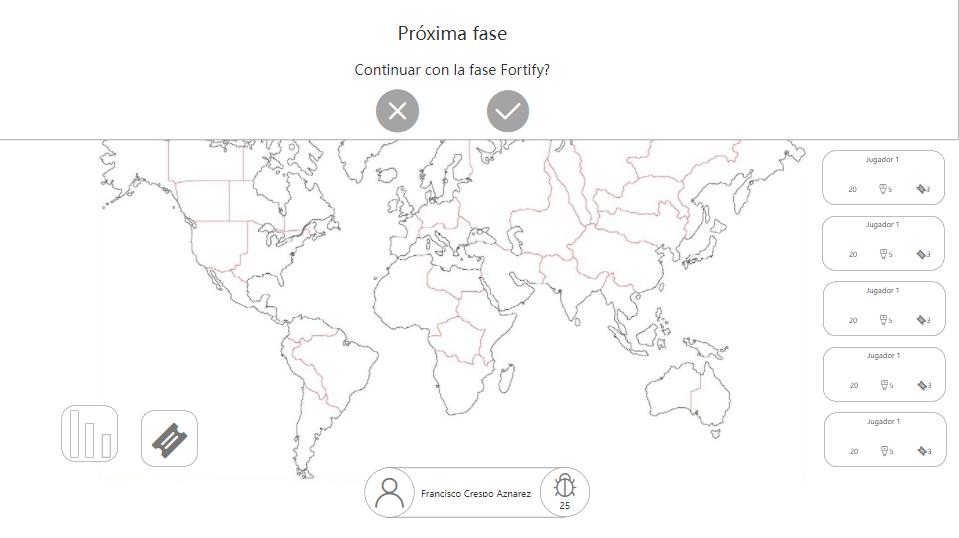 Próxima fase
Continuar con la fase Fortify?
Jugador 1
20 5 3
Jugador 1
20 5 3
Jugador 1
20 5 3
Jugador 1
20 5 3
Jugador 1
20 5 3
Francisco Crespo Aznarez
25